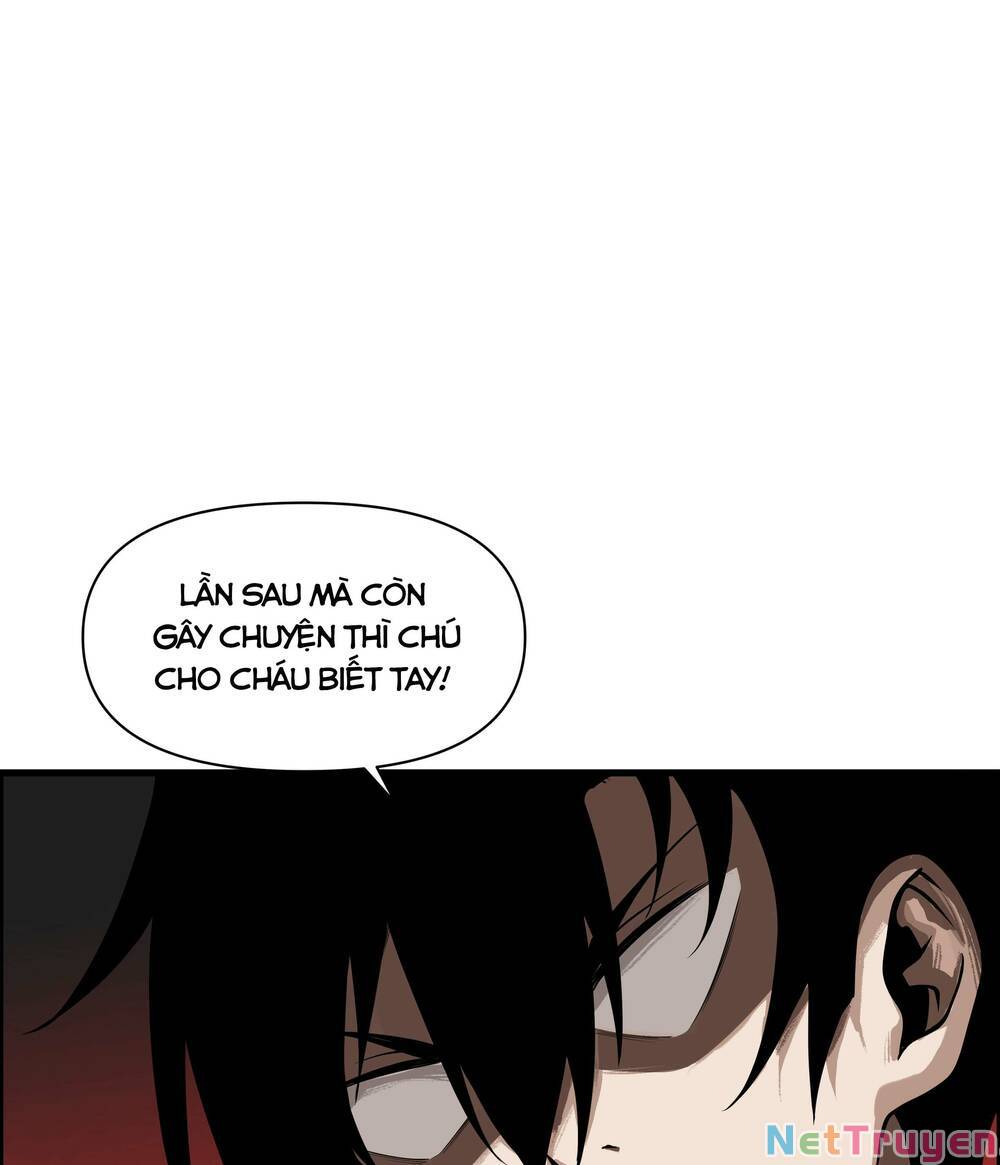 LẦN SAU MÀ CÒN
GÂY CHUYỆN THÌ CHÚ
CHO CHÁU BIẾT TAY!
NetTruyen